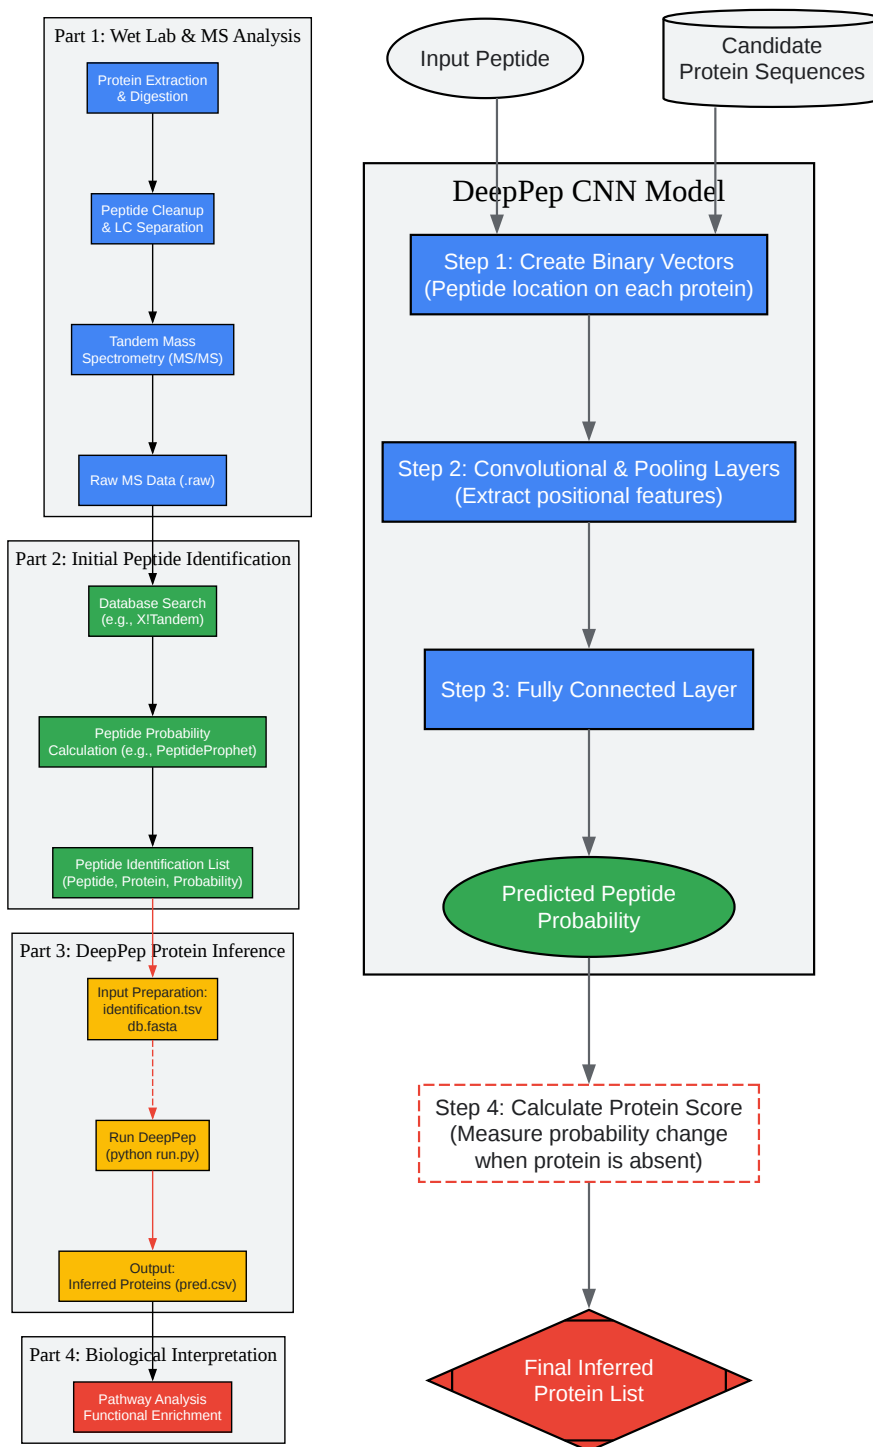 Part 1: Wet Lab & MS Analysis
Protein Extraction
& Digestion
Peptide Cleanup
& LC Separation
Tandem Mass
Spectrometry (MS/MS)
Raw MS Data (.raw)
Part 2: Initial Peptide Identification
Database Search
(e.g., X!Tandem)
Peptide Probability
Calculation (e.g., PeptideProphet)
Peptide Identification List
(Peptide, Protein, Probability)
Part 3: DeepPep Protein Inference
Input Preparation:
identification.tsv
db.fasta
Run DeepPep
(python run.py)
Output:
Inferred Proteins (pred.csv)
Part 4: Biological Interpretation
Pathway Analysis
Functional Enrichment
Input Peptide
Candidate
Protein Sequences
DeepPep CNN Model
Step 1: Create Binary Vectors
(Peptide location on each protein)
Step 2: Convolutional & Pooling Layers
(Extract positional features)
Step 3: Fully Connected Layer
Predicted Peptide
Probability
Step 4: Calculate Protein Score
(Measure probability change
when protein is absent)
Final Inferred
Protein List